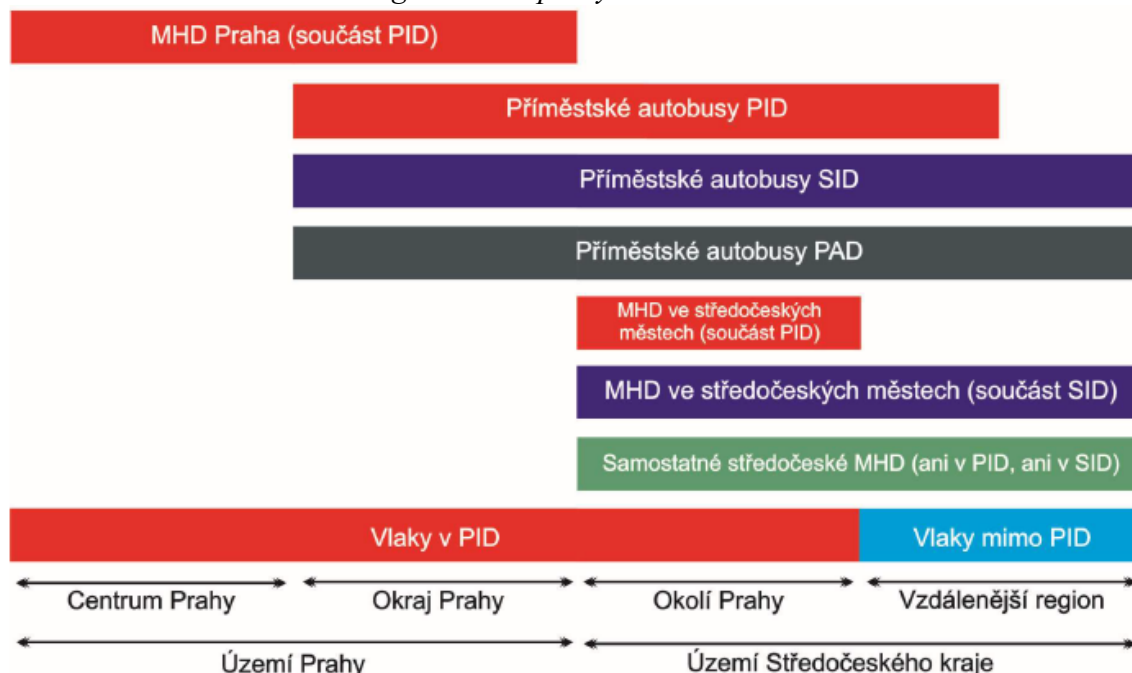 MHD Praha (součást PID)
Příměstské autobusy PID
Příměstské autobusy SID
Příměstské autobusy PAD
MHD ve středočeských
městech (součást PID)
MHD ve středočeských městech (součást SID)
Samostatné středočeské MHD (ani v PID, ani v SID)
Vlaky v PID
Vlaky mimo PID
Centrum Prahy
Okraj Prahy
Okolí Prahy
Vzdálenější region
Území Prahy
Území Středočeského kraje